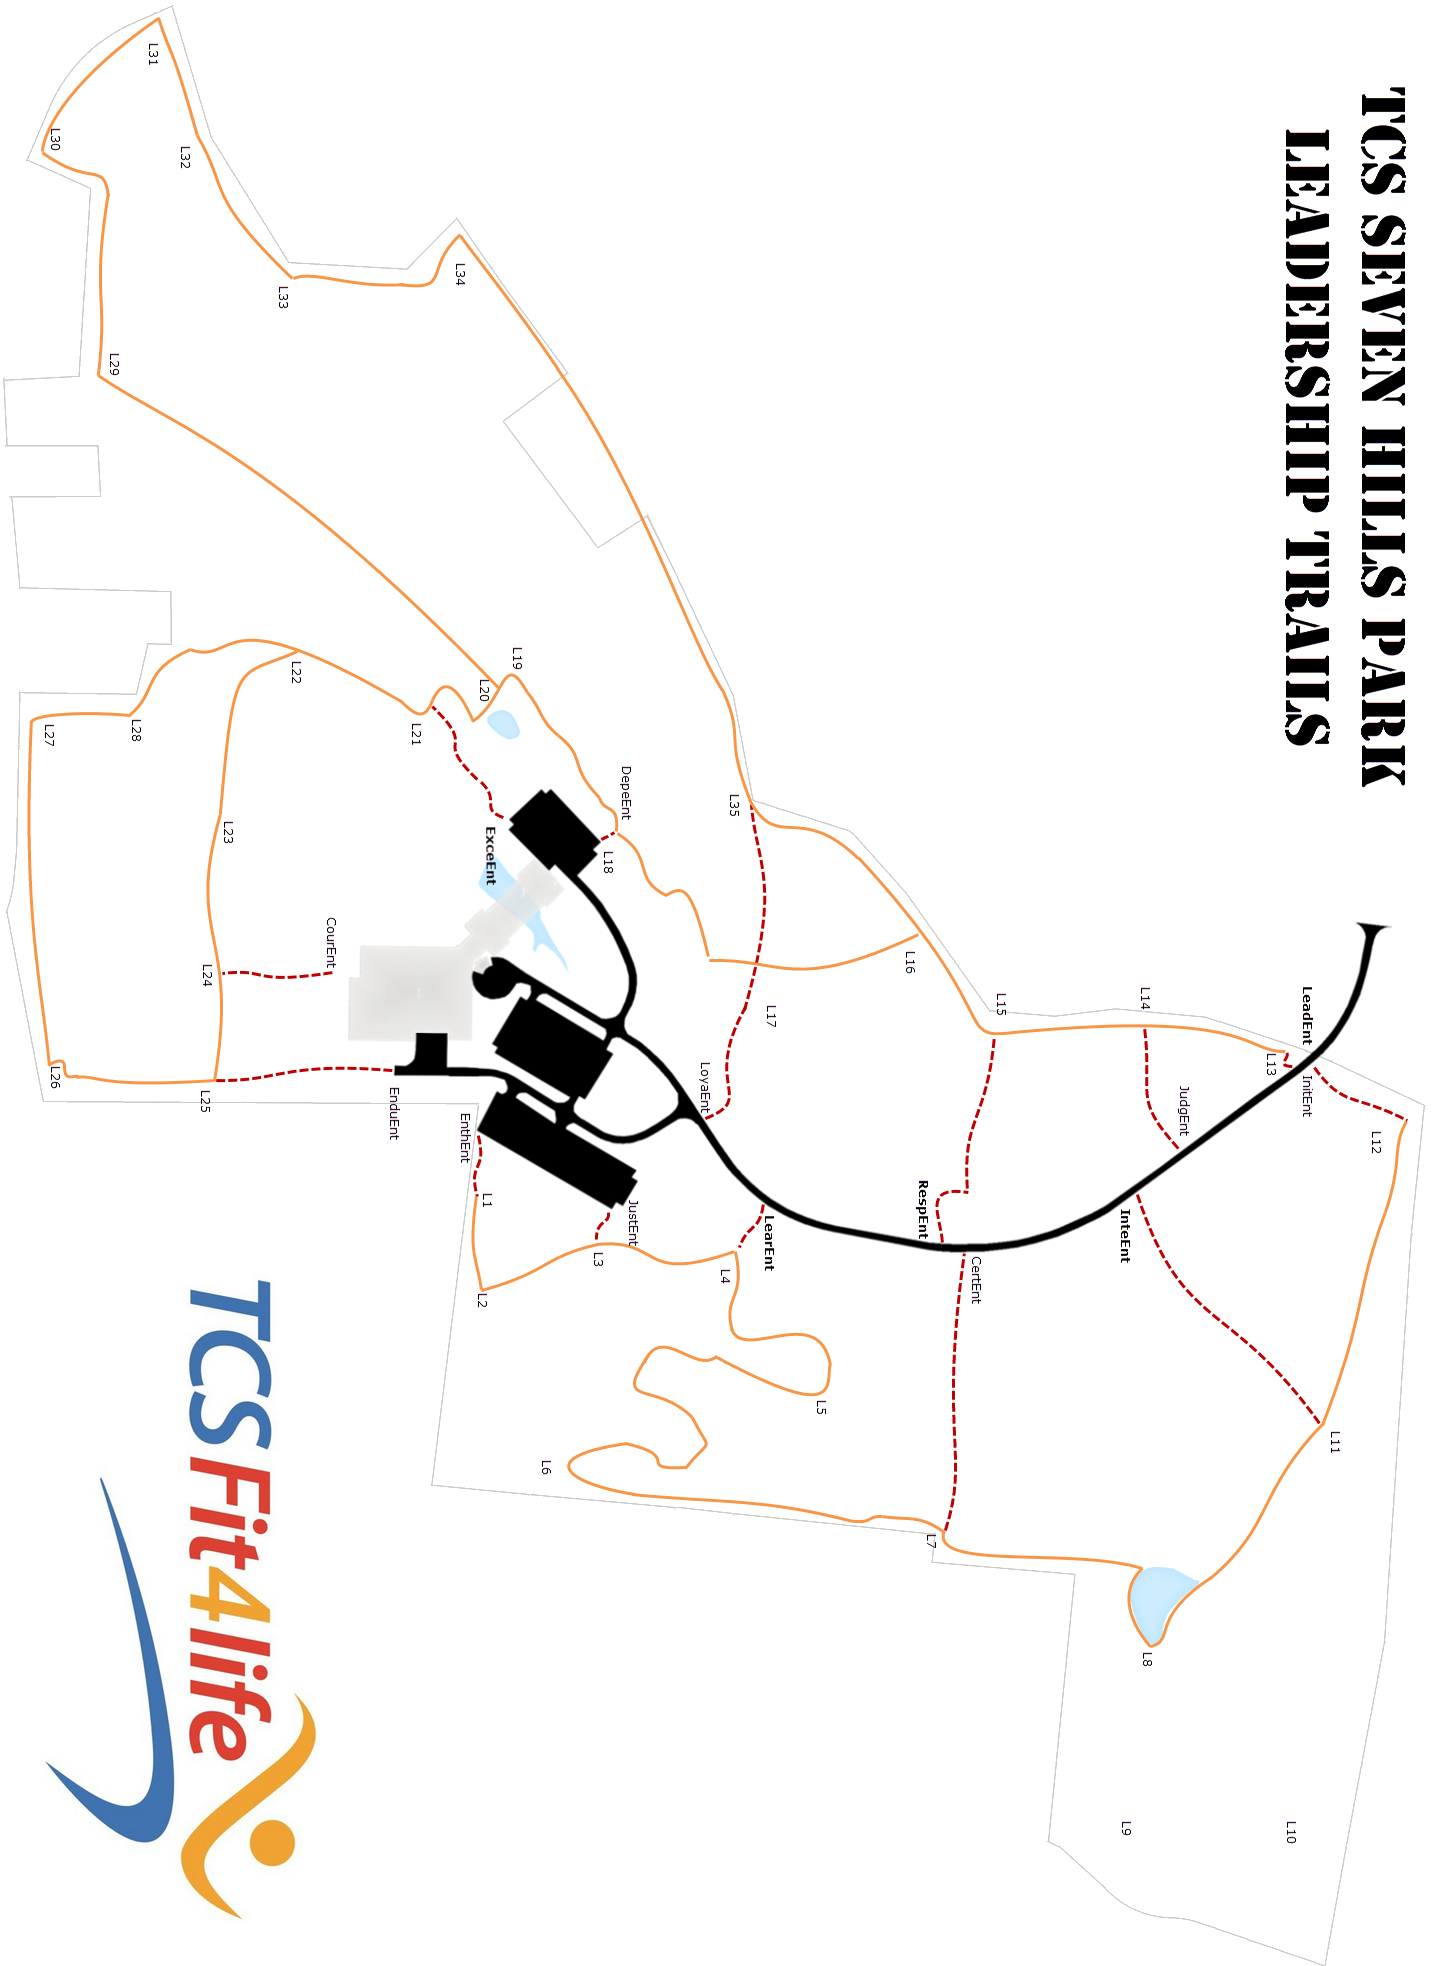 TCS SEVEN HILLS PARK
LEADERSHIP TRAILS
L12
L11
LeadEnt
InitEnt
L10
L13
JudgEnt
L14
L8
InteEnt
L9
L15
CertEnt
RespEnt
L7
L16
L5
L17
LearEnt
L35
L4
LoyaEnt
JustEnt
DepeEnt
L18
L3
L6
L19
L20
ExceEnt
L1
L2
L34
EnthEnt
L21
EnduEnt
CourEnt
L22
L33
L23
L24
L25
L32
L31
L28
L29
L30
L27
L26
TCS Fit4life